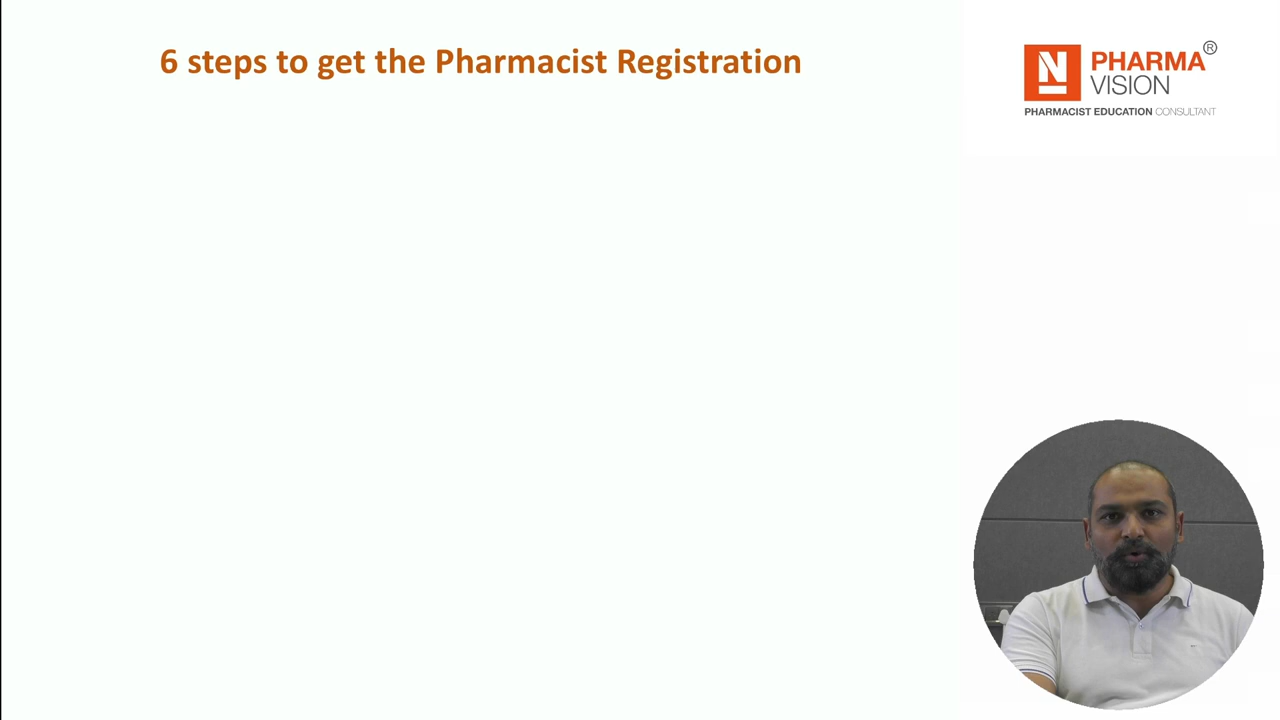 6 steps to get the Pharmacist Registration
N PHARMA®
VISION
PHARMACIST EDUCATION CONSULTANT